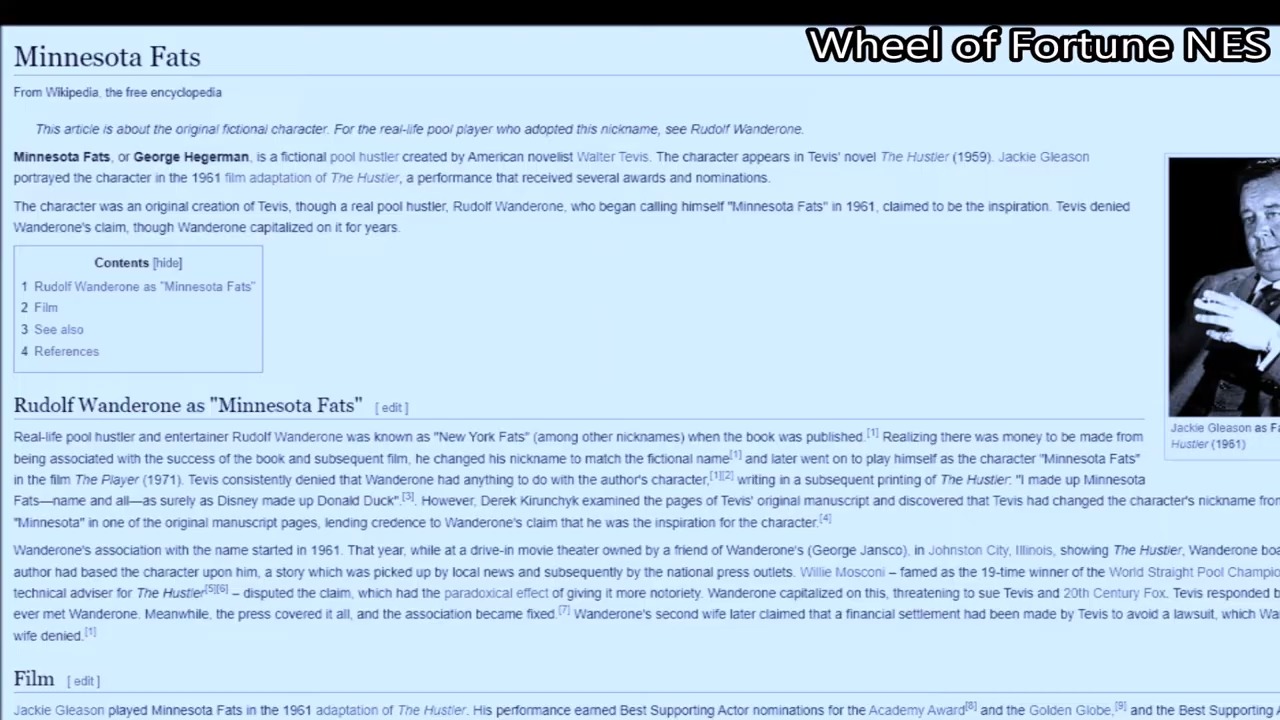 Wheel of Fortune NES
Minnesota Fats
From Wikipedia, the free encyclopedia
This article is about the original fictional character. For the real-life pool player who adopted this nickname, see Rudolf Wanderone.
Minnesota Fats, or George Hegerman, is a fictional pool hustler created by American novelist Walter Tevis. The character appears in Tevis' novel The Hustler (1959). Jackie Gleason
portrayed the character in the 1961 film adaptation of The Hustler, a performance that received several awards and nominations.
The character was an original creation of Tevis, though a real pool hustler, Rudolf Wanderone, who began calling himself "Minnesota Fats" in 1961, claimed to be the inspiration. Tevis denied
Wanderone's claim, though Wanderone capitalized on it for years.
Contents [hide]
1 Rudolf Wanderone as "Minnesota Fats"
2 Film
3 See also
4 References
Jackie Gleason as Fa
Hustler (1961)
Rudolf Wanderone as "Minnesota Fats" [ edit ]
Real-life pool hustler and entertainer Rudolf Wanderone was known as "New York Fats" (among other nicknames) when the book was published.[1] Realizing there was money to be made from
being associated with the success of the book and subsequent film, he changed his nickname to match the fictional name[1] and later went on to play himself as the character "Minnesota Fats"
in the film The Player (1971). Tevis consistently denied that Wanderone had anything to do with the author's character,[1][2] writing in a subsequent printing of The Hustler: "I made up Minnesota
Fats—name and all—as surely as Disney made up Donald Duck".[3]. However, Derek Kirunchyk examined the pages of Tevis' original manuscript and discovered that Tevis had changed the character's nickname from
"Minnesota" in one of the original manuscript pages, lending credence to Wanderone's claim that he was the inspiration for the character.[4]
Wanderone's association with the name started in 1961. That year, while at a drive-in movie theater owned by a friend of Wanderone's (George Jansco), in Johnston City, Illinois, showing The Hustler, Wanderone boa
author had based the character upon him, a story which was picked up by local news and subsequently by the national press outlets. Willie Mosconi – famed as the 19-time winner of the World Straight Pool Champio
technical adviser for The Hustler[5][6] – disputed the claim, which had the paradoxical effect of giving it more notoriety. Wanderone capitalized on this, threatening to sue Tevis and 20th Century Fox. Tevis responded b
ever met Wanderone. Meanwhile, the press covered it all, and the association became fixed.[7] Wanderone's second wife later claimed that a financial settlement had been made by Tevis to avoid a lawsuit, which Wa
wife denied.[1]
Film [ edit ]
Jackie Gleason played Minnesota Fats in the 1961 adaptation of The Hustler. His performance earned Best Supporting Actor nominations for the Academy Award[8] and the Golden Globe,[9] and the Best Supporting A